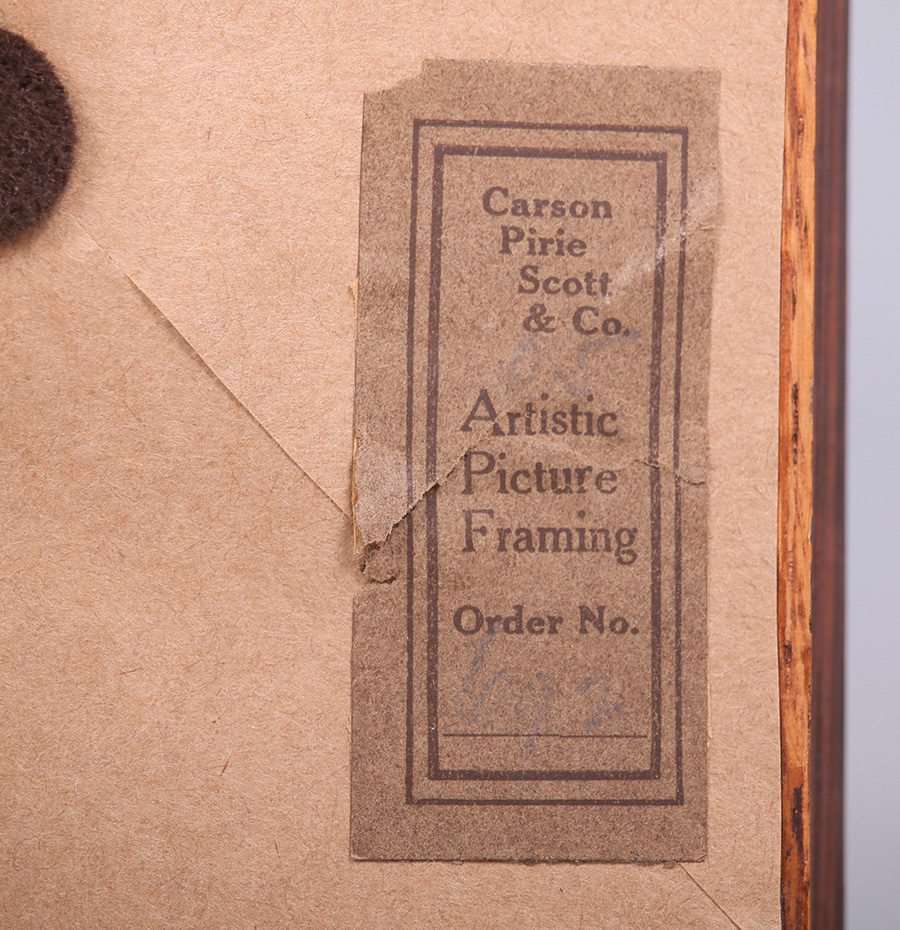 Carson
Pirie
Scott
& Co.
Artistic
Picture
Framing
Order No.